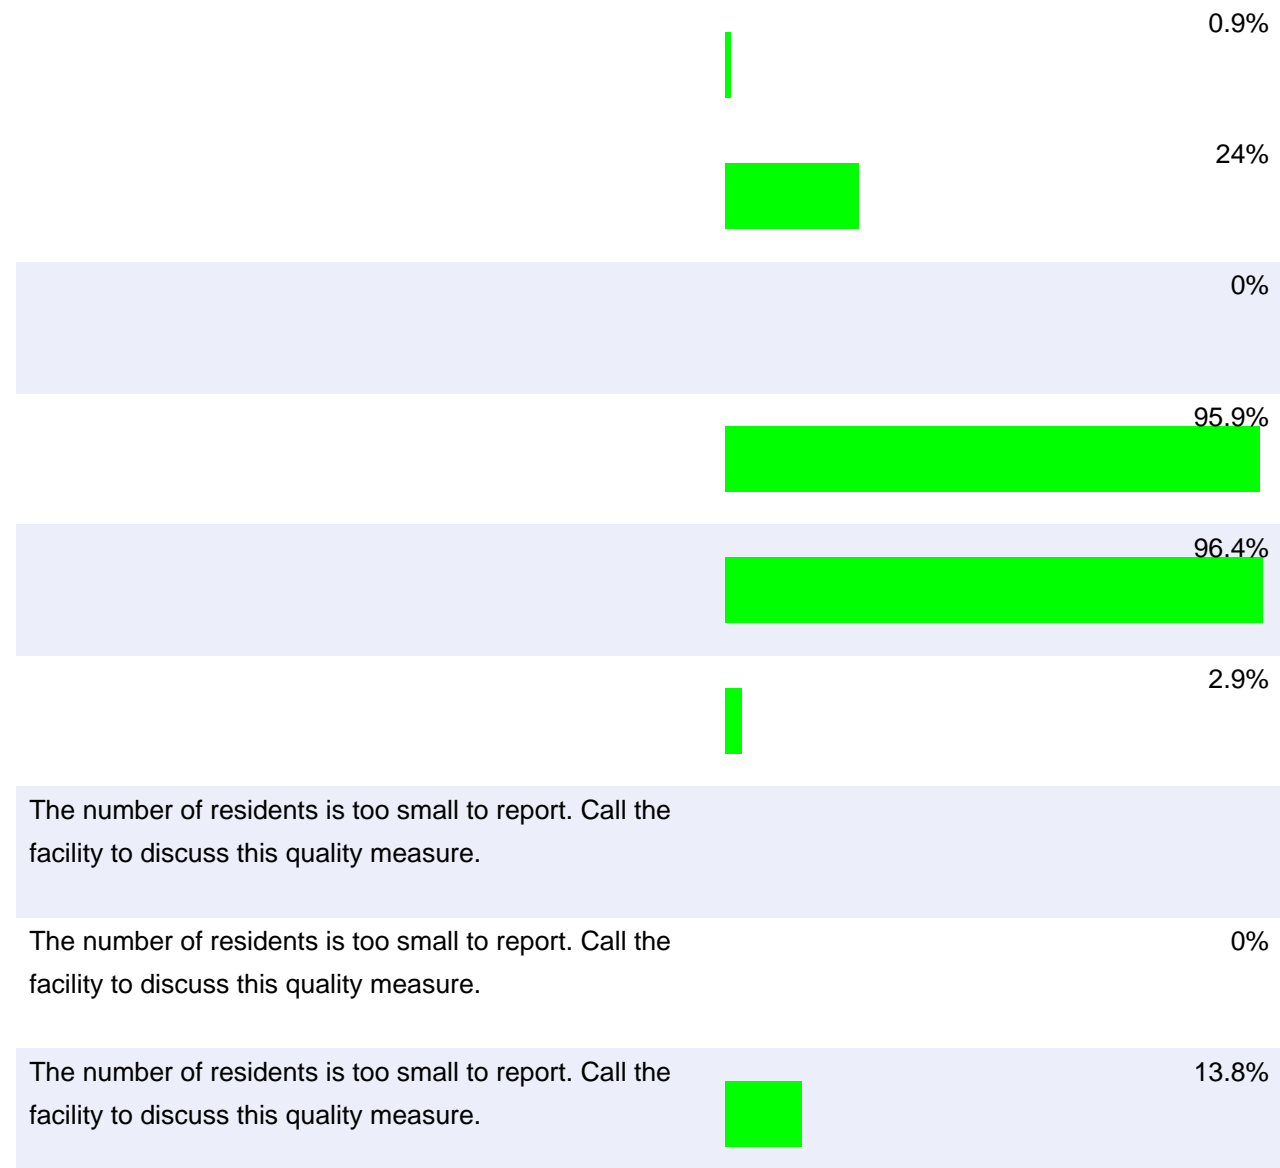 0.9%
24%
0%
95.9%
96.4%
2.9%
The number of residents is too small to report. Call the
facility to discuss this quality measure.
The number of residents is too small to report. Call the
facility to discuss this quality measure.
0%
The number of residents is too small to report. Call the
facility to discuss this quality measure.
13.8%